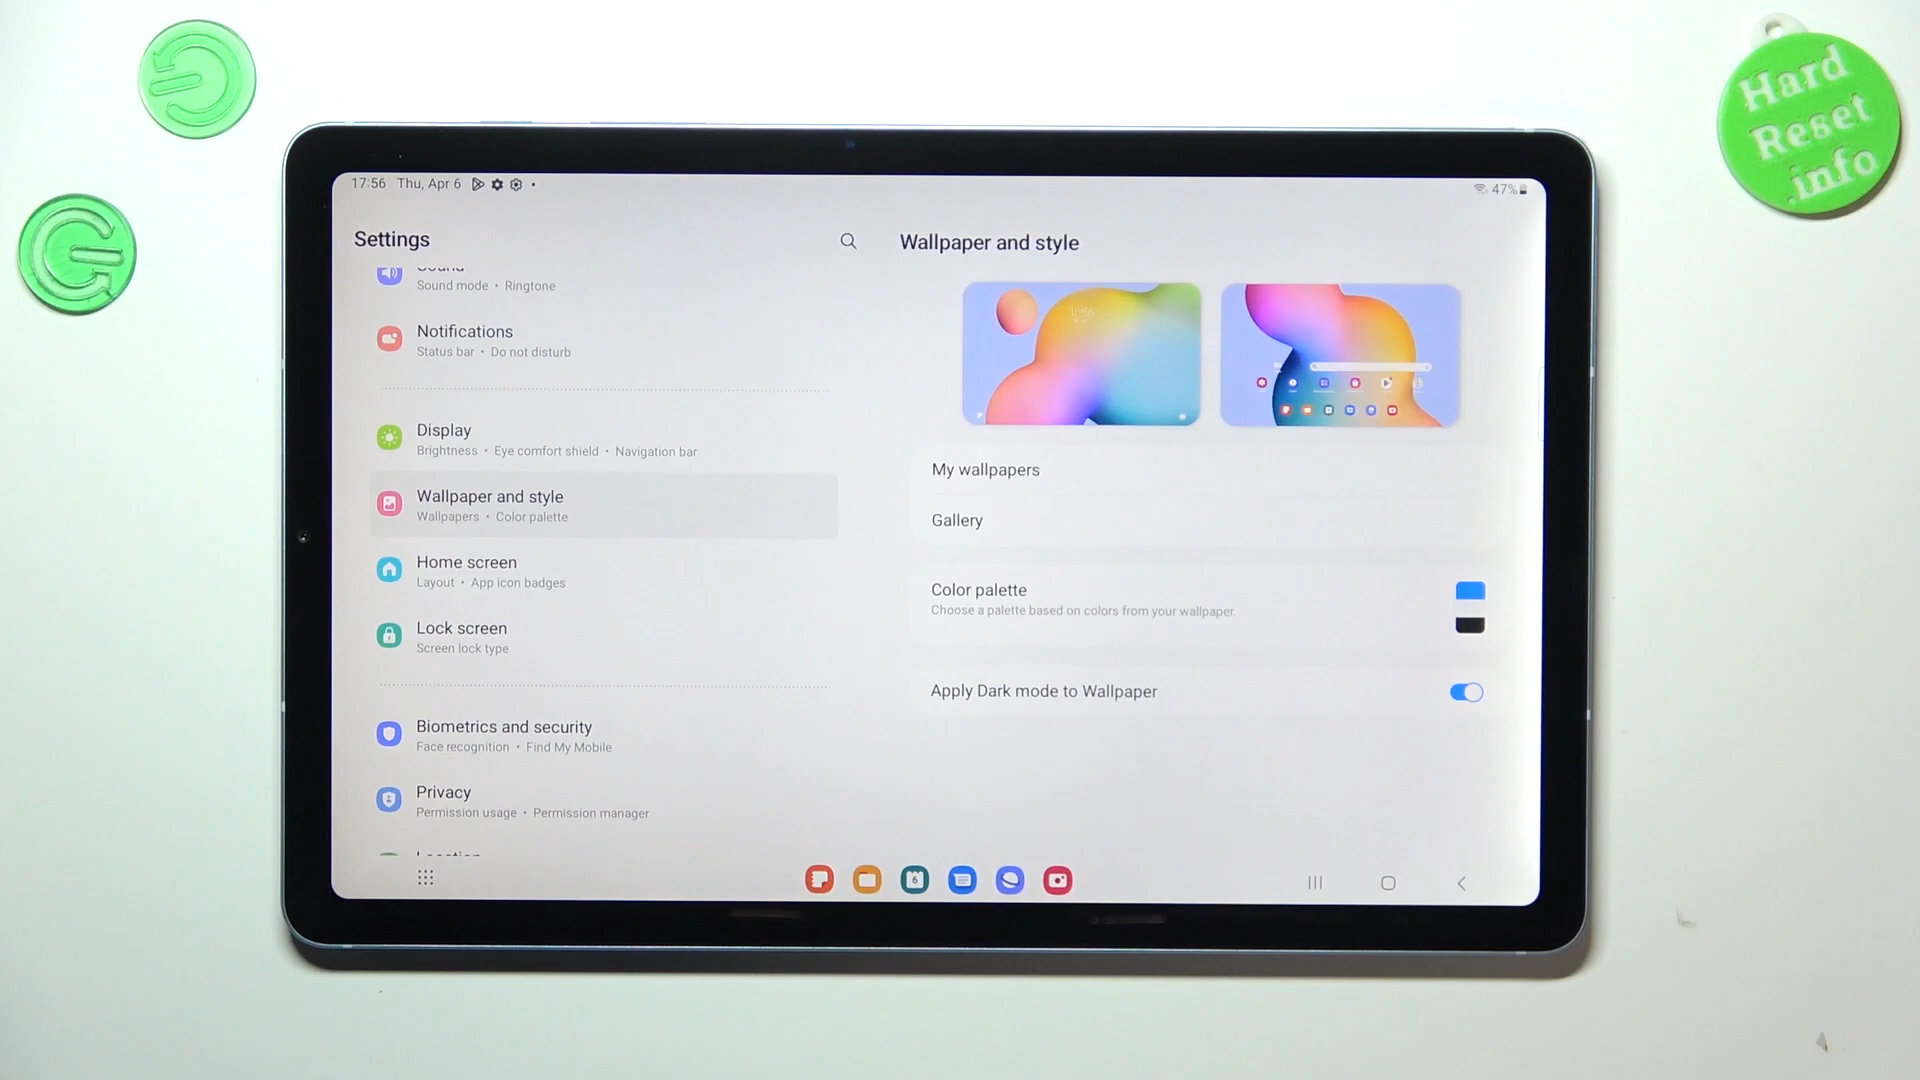 Hard
Reset
.info
17:56 Thu, Apr 6
47%
Settings
Sound
Sound mode • Ringtone
Notifications
Status bar • Do not disturb
Display
Brightness • Eye comfort shield • Navigation bar
Wallpaper and style
Wallpapers • Color palette
Home screen
Layout • App icon badges
Lock screen
Screen lock type
Biometrics and security
Face recognition • Find My Mobile
Privacy
Permission usage • Permission manager
Location
Wallpaper and style
My wallpapers
Gallery
Color palette
Choose a palette based on colors from your wallpaper.
Apply Dark mode to Wallpaper
6